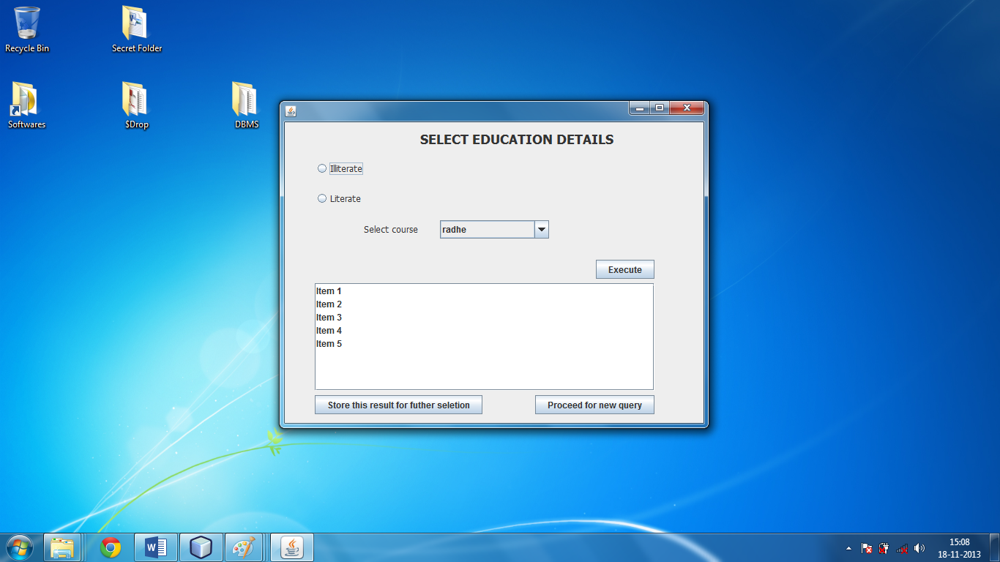 Recycle Bin
Secret Folder
Softwares
$Drop
DBMS
SELECT EDUCATION DETAILS
Illiterate
Literate
Select course
radhe
Execute
Item 1
Item 2
Item 3
Item 4
Item 5
Store this result for futher seletion
Proceed for new query
15:08
18-11-2013